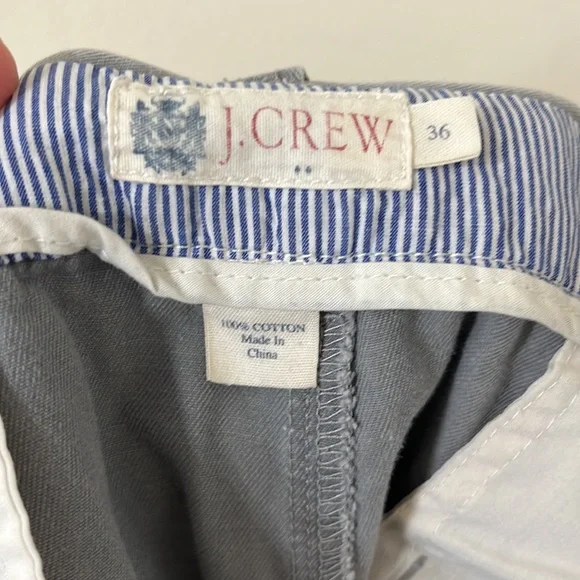 J.CREW
36
100% COTTON
Made In
China